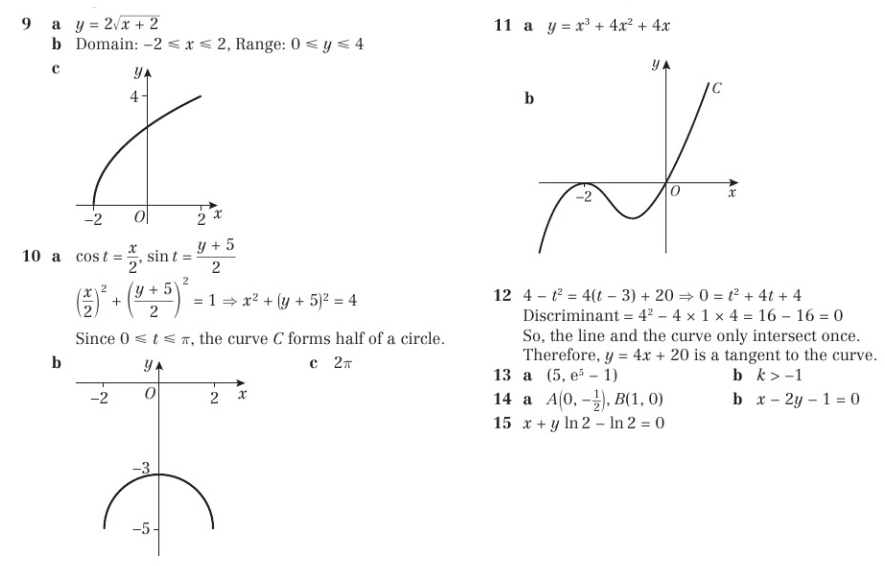 9 a y = 2√(x + 2)
b Domain: −2 ⩽ x ⩽ 2, Range: 0 ⩽ y ⩽ 4
c
y
4
−2 O 2 x
10 a cos t = x/2, sin t = (y + 5)/2
(x/2)² + ((y + 5)/2)² = 1 ⇒ x² + (y + 5)² = 4
Since 0 ⩽ t ⩽ π, the curve C forms half of a circle.
b c 2π
y
−2 O 2 x
−3
−5
11 a y = x³ + 4x² + 4x
b
y
C
−2 O x
12 4 − t² = 4(t − 3) + 20 ⇒ 0 = t² + 4t + 4
Discriminant = 4² − 4 × 1 × 4 = 16 − 16 = 0
So, the line and the curve only intersect once.
Therefore, y = 4x + 20 is a tangent to the curve.
13 a (5, e⁵ − 1) b k > −1
14 a A(0, −½), B(1, 0) b x − 2y − 1 = 0
15 x + y ln 2 − ln 2 = 0